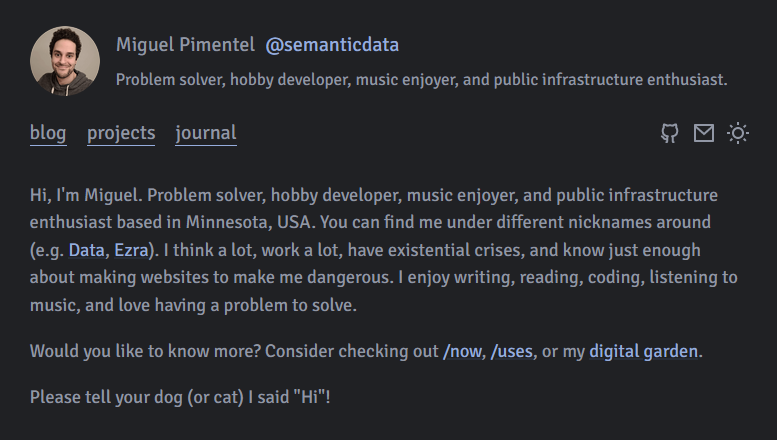 Miguel Pimentel @semanticdata
Problem solver, hobby developer, music enjoyer, and public infrastructure enthusiast.
blog projects journal
Hi, I'm Miguel. Problem solver, hobby developer, music enjoyer, and public infrastructure
enthusiast based in Minnesota, USA. You can find me under different nicknames around
(e.g. Data, Ezra). I think a lot, work a lot, have existential crises, and know just enough
about making websites to make me dangerous. I enjoy writing, reading, coding, listening to
music, and love having a problem to solve.
Would you like to know more? Consider checking out /now, /uses, or my digital garden.
Please tell your dog (or cat) I said "Hi"!